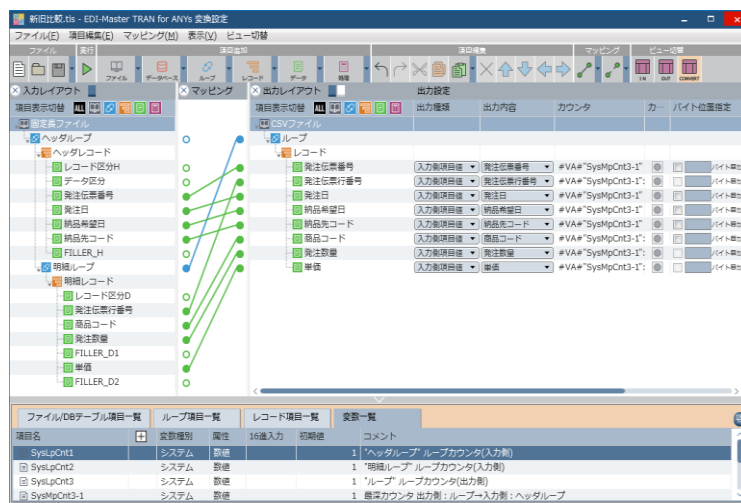 新旧比較.tls - EDI-Master TRAN for ANYs 変換設定
ファイル(F) 項目編集(E) マッピング(M) 表示(V) ビュー切替
ファイル 実行 項目追加 項目編集 マッピング ビュー切替
ファイル データベース ループ レコード データ 処理 IN OUT CONVERT
入力レイアウト マッピング 出力レイアウト 出力設定
項目表示切替 ALL 項目表示切替 ALL 出力種類 出力内容 カウンタ カ… バイト位置指定
固定長ファイル CSVファイル
ヘッダループ ループ
ヘッダレコード レコード
レコード区分H 発注伝票番号 入力側項目値 発注伝票番号 #VA#"SysMpCnt3-1"
データ区分 発注伝票行番号 入力側項目値 発注伝票行番号 #VA#"SysMpCnt3-1":
発注伝票番号 発注日 入力側項目値 発注日 #VA#"SysMpCnt3-1"
発注日 納品希望日 入力側項目値 納品希望日 #VA#"SysMpCnt3-1"
納品希望日 納品先コード 入力側項目値 納品先コード #VA#"SysMpCnt3-1"
納品先コード 商品コード 入力側項目値 商品コード #VA#"SysMpCnt3-1":
FILLER_H 発注数量 入力側項目値 発注数量 #VA#"SysMpCnt3-1":
明細ループ 単価 入力側項目値 単価 #VA#"SysMpCnt3-1":
明細レコード
レコード区分D
発注伝票行番号
商品コード
発注数量
FILLER_D1
単価
FILLER_D2
ファイル/DBテーブル項目一覧 ループ項目一覧 レコード項目一覧 変数一覧
項目名 変数種別 属性 16進入力 初期値 コメント
SysLpCnt1 システム 数値 1 "ヘッダループ" ループカウンタ(入力側)
SysLpCnt2 システム 数値 1 "明細ループ" ループカウンタ(入力側)
SysLpCnt3 システム 数値 1 "ループ" ループカウンタ(出力側)
SysMpCnt3-1 システム 数値 1 最深カウンタ 出力側：ループ→入力側：ヘッダループ